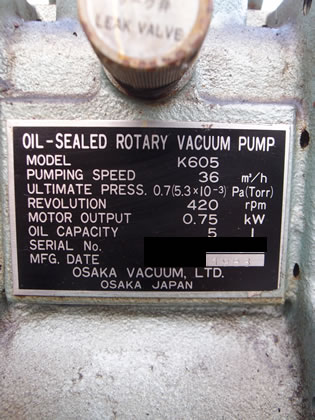 LEAK VALVE
OIL-SEALED ROTARY VACUUM PUMP
MODEL K605
PUMPING SPEED 36 m³/h
ULTIMATE PRESS. 0.7(5.3×10⁻³) Pa(Torr)
REVOLUTION 420 rpm
MOTOR OUTPUT 0.75 kW
OIL CAPACITY 5 l
SERIAL No.
MFG. DATE
OSAKA VACUUM, LTD.
OSAKA JAPAN